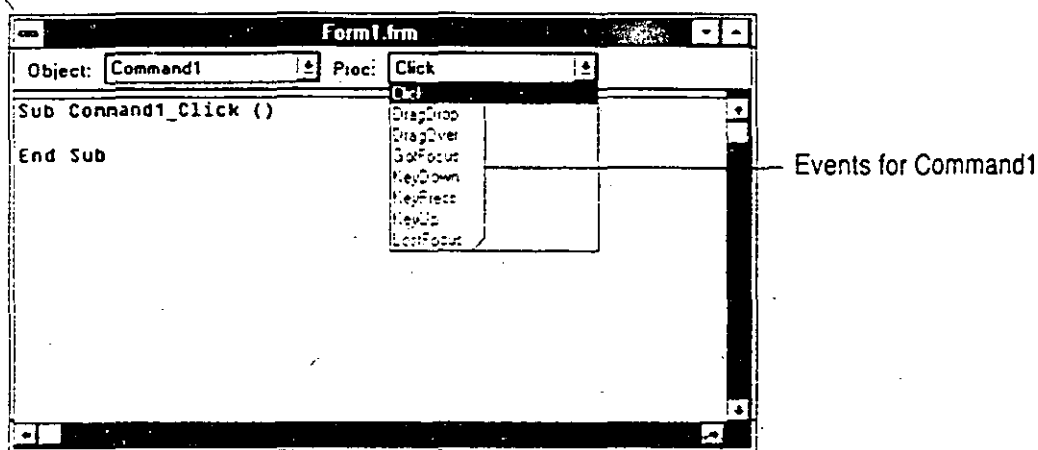 Form1.frm
Object: Command1 Proc: Click
Click
Sub Command1_Click ()
DragDrop
DragOver
End Sub
GotFocus
KeyDown
KeyPress
KeyUp
LostFocus
Events for Command1